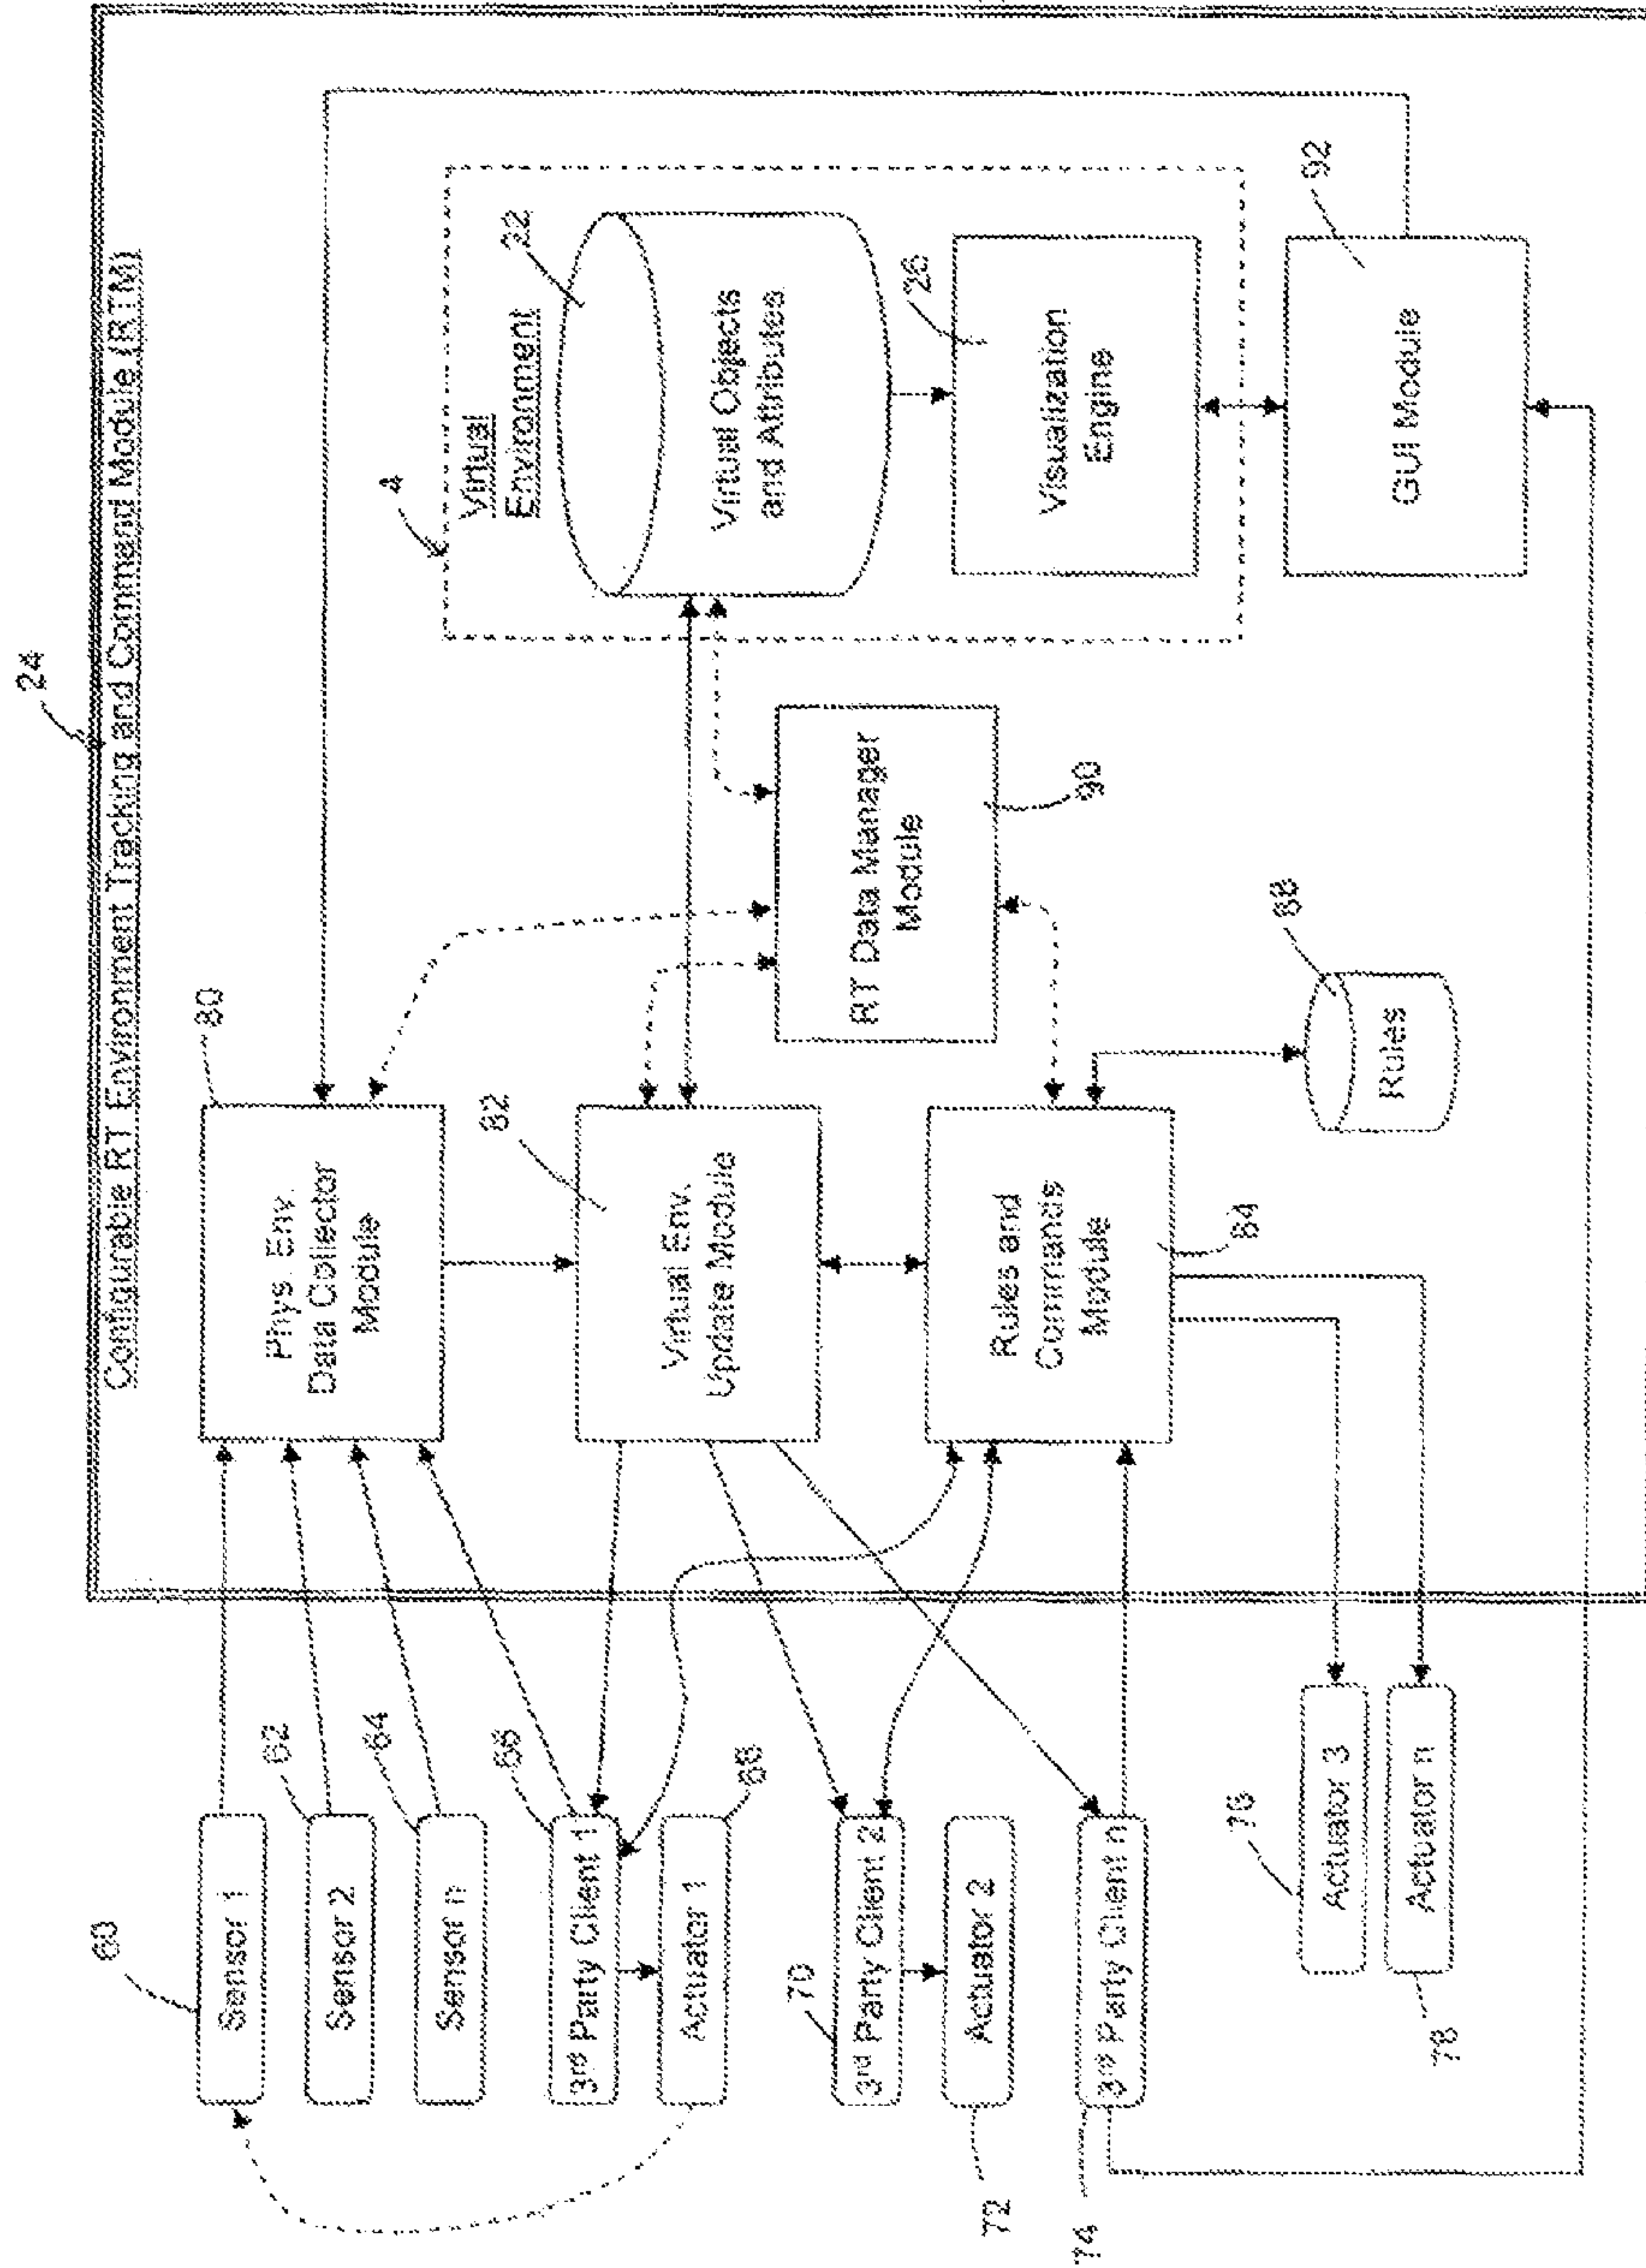 24
Configurable RT Environment Tracking and Command Module (RTM)
60
Sensor 1
62
Sensor 2
64
Sensor n
66
3rd Party Client 1
68
Actuator 1
70
3rd Party Client 2
72
Actuator 2
74
3rd Party Client n
76
Actuator 3
78
Actuator n
80
Phys. Env.
Data Collector
Module
82
Virtual Env.
Update Module
84
Rules and
Commands
Module
88
Rules
90
RT Data Manager
Module
4
Virtual
Environment
22
Virtual Objects
and Attributes
26
Visualization
Engine
92
GUI Module